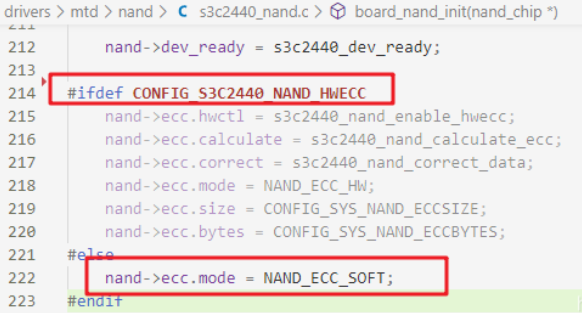 drivers > mtd > nand > C s3c2440_nand.c > board_nand_init(nand_chip *)
211
212 nand->dev_ready = s3c2440_dev_ready;
213
214 #ifdef CONFIG_S3C2440_NAND_HWECC
215 nand->ecc.hwctl = s3c2440_nand_enable_hwecc;
216 nand->ecc.calculate = s3c2440_nand_calculate_ecc;
217 nand->ecc.correct = s3c2440_nand_correct_data;
218 nand->ecc.mode = NAND_ECC_HW;
219 nand->ecc.size = CONFIG_SYS_NAND_ECCSIZE;
220 nand->ecc.bytes = CONFIG_SYS_NAND_ECCBYTES;
221 #else
222 nand->ecc.mode = NAND_ECC_SOFT;
223 #endif